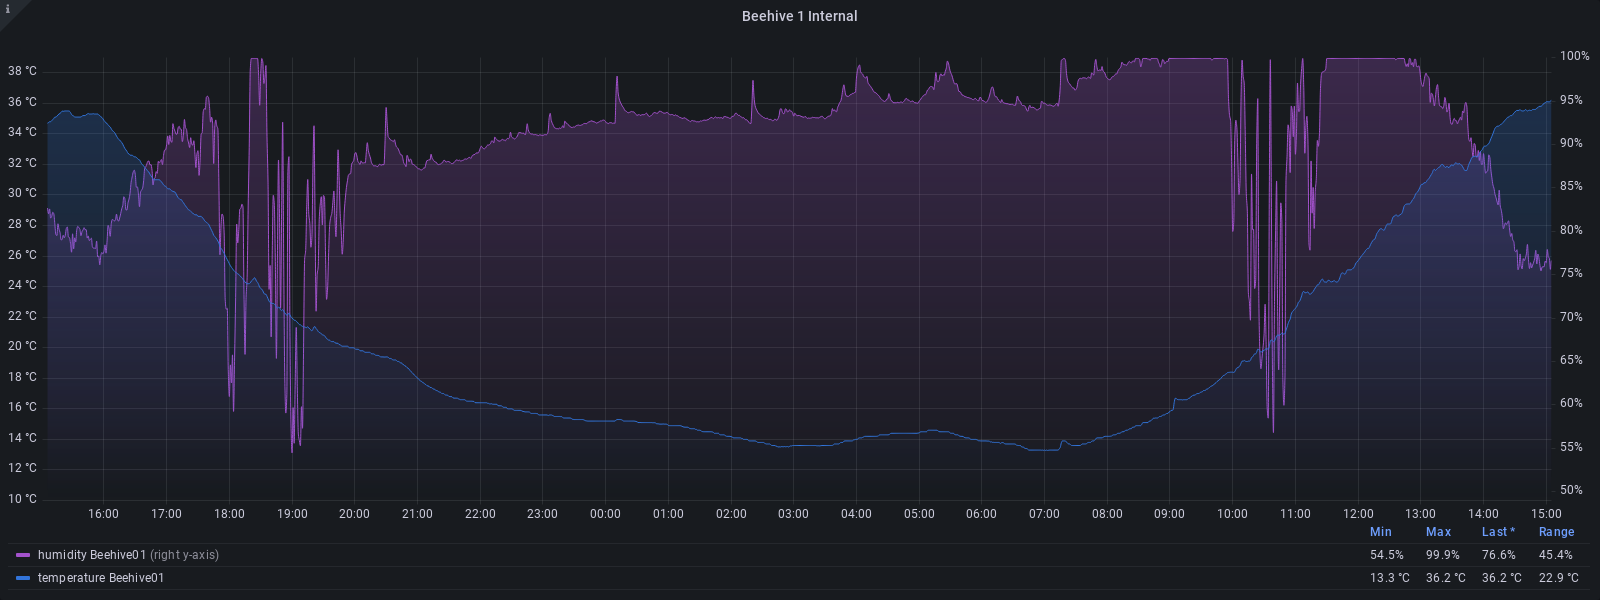 i
Beehive 1 Internal
38 °C
36 °C
34 °C
32 °C
30 °C
28 °C
26 °C
24 °C
22 °C
20 °C
18 °C
16 °C
14 °C
12 °C
10 °C
100%
95%
90%
85%
80%
75%
70%
65%
60%
55%
50%
16:00 17:00 18:00 19:00 20:00 21:00 22:00 23:00 00:00 01:00 02:00 03:00 04:00 05:00 06:00 07:00 08:00 09:00 10:00 11:00 12:00 13:00 14:00 15:00
Min Max Last * Range
humidity Beehive01 (right y-axis) 54.5% 99.9% 76.6% 45.4%
temperature Beehive01 13.3 °C 36.2 °C 36.2 °C 22.9 °C